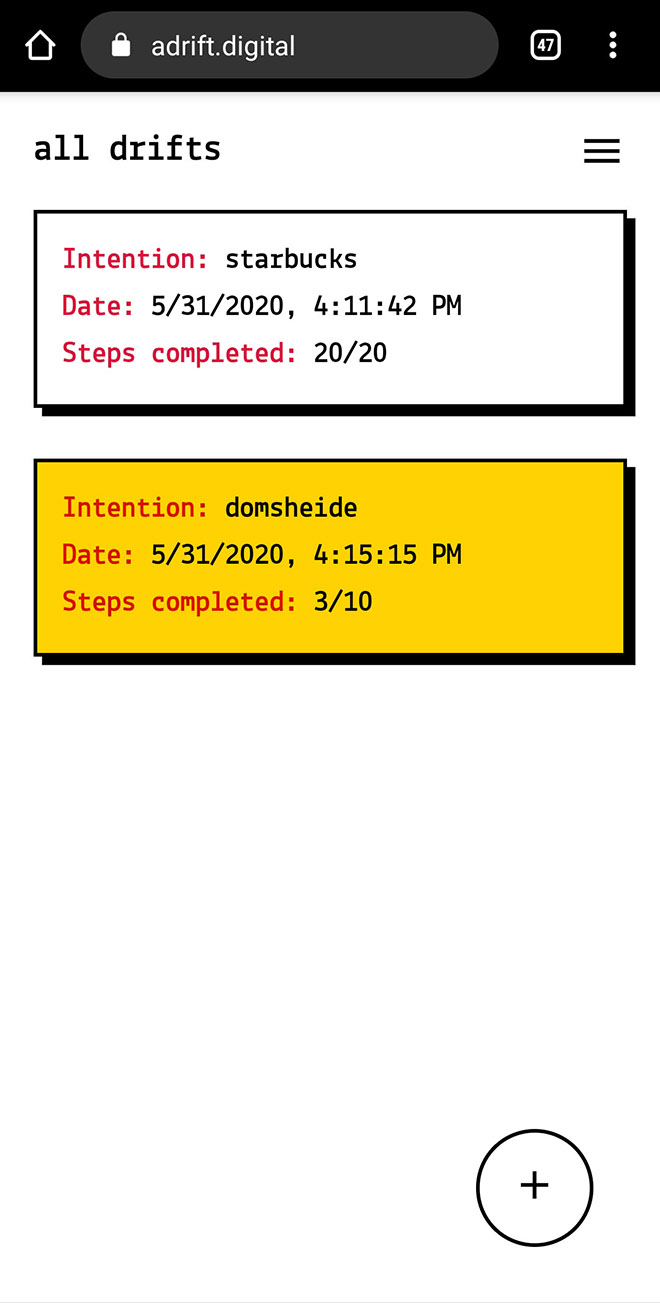 adrift.digital
47
all drifts
Intention: starbucks
Date: 5/31/2020, 4:11:42 PM
Steps completed: 20/20
Intention: domsheide
Date: 5/31/2020, 4:15:15 PM
Steps completed: 3/10
+